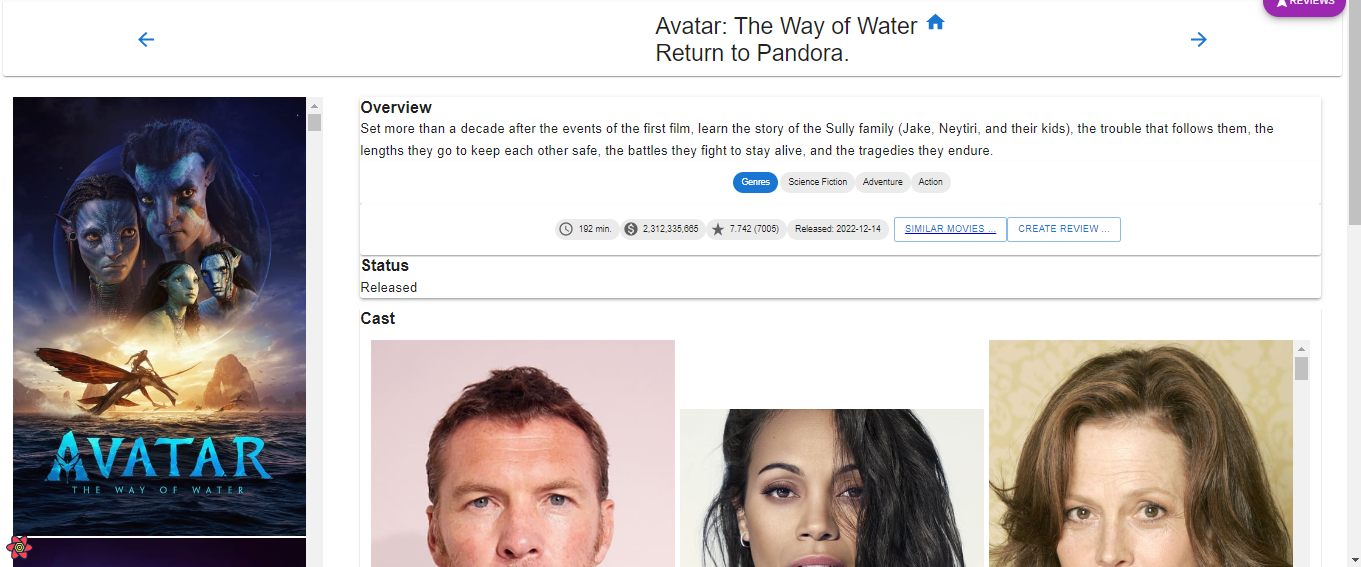 REVIEWS
Avatar: The Way of Water
Return to Pandora.
AVATAR
THE WAY OF WATER
Overview
Set more than a decade after the events of the first film, learn the story of the Sully family (Jake, Neytiri, and their kids), the trouble that follows them, the
lengths they go to keep each other safe, the battles they fight to stay alive, and the tragedies they endure.
Genres Science Fiction Adventure Action
192 min. 2,312,335,665 7.742 (7005) Released: 2022-12-14 SIMILAR MOVIES ... CREATE REVIEW ...
Status
Released
Cast